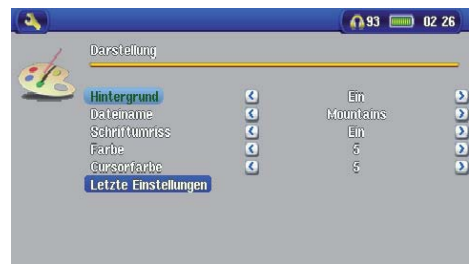 93 02 26
Darstellung
Hintergrund Ein
Dateiname Mountains
Schriftumriss Ein
Farbe 5
Cursorfarbe 5
Letzte Einstellungen